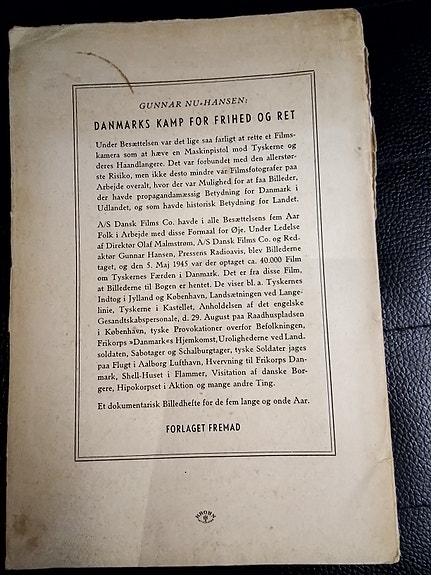 GUNNAR NU-HANSEN:
DANMARKS KAMP FOR FRIHED OG RET
Under Besættelsen var det lige saa farligt at rette et Films-
kamera som at hæve en Maskinpistol mod Tyskerne og
deres Haandlangere. Det var forbundet med den allerstør-
ste Risiko, men ikke desto mindre var Filmsfotografer paa
Arbejde overalt, hvor der var Mulighed for at faa Billeder,
der havde propagandamæssig Betydning for Danmark i
Udlandet, og som havde historisk Betydning for Landet.
A/S Dansk Films Co. havde i alle Besættelsens fem Aar
Folk i Arbejde med disse Formaal for Øje. Under Ledelse
af Direktør Olaf Malmstrøm, A/S Dansk Films Co. og Red-
aktør Gunnar Hansen, Pressens Radioavis, blev Billederne
taget, og den 5. Maj 1945 var der optaget ca. 40.000 Film
om Tyskernes Færden i Danmark. Det er fra disse Film,
at Billederne til Bogen er hentet. De viser bl. a. Tyskernes
Indtog i Jylland og København, Landsætningen ved Lange-
linie, Tyskerne i Kastellet, Anholdelsen af det engelske
Gesandtskabspersonale, d. 29. August paa Raadhuspladsen
i København, tyske Provokationer overfor Befolkningen,
Frikorps »Danmark«s Hjemkomst, Urolighederne ved Land-
soldaten, Sabotager og Schalburgtager, tyske Soldater jages
paa Flugt i Aalborg Lufthavn, Hvervning til Frikorps Dan-
mark, Shell-Huset i Flammer, Visitation af danske Bor-
gere, Hipokorpset i Aktion og mange andre Ting.
Et dokumentarisk Billedhefte for de fem lange og onde Aar.
FORLAGET FREMAD
KROHN